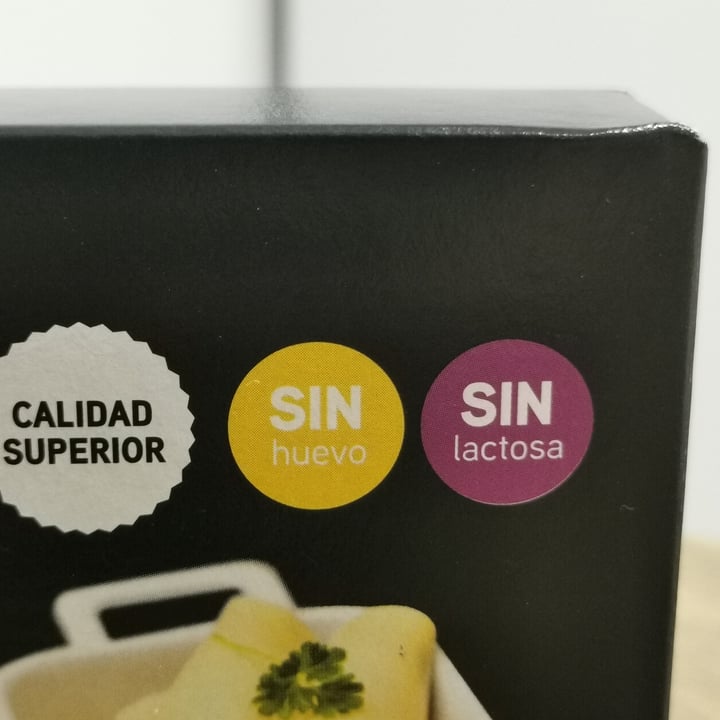 CALIDAD
SUPERIOR
SIN
huevo
SIN
lactosa